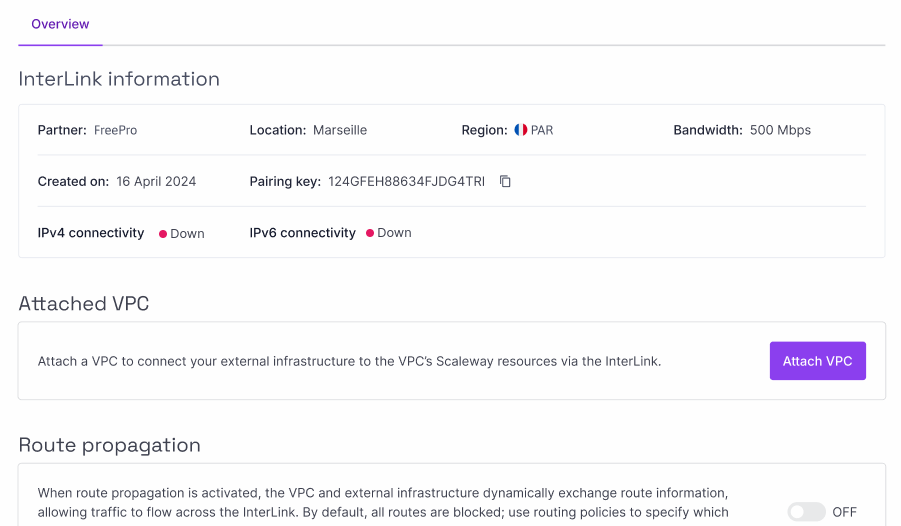 Overview
InterLink information
Partner: FreePro Location: Marseille Region: PAR Bandwidth: 500 Mbps
Created on: 16 April 2024 Pairing key: 124GFEH88634FJDG4TRI
IPv4 connectivity Down IPv6 connectivity Down
Attached VPC
Attach a VPC to connect your external infrastructure to the VPC's Scaleway resources via the InterLink. Attach VPC
Route propagation
When route propagation is activated, the VPC and external infrastructure dynamically exchange route information,
allowing traffic to flow across the InterLink. By default, all routes are blocked; use routing policies to specify which OFF